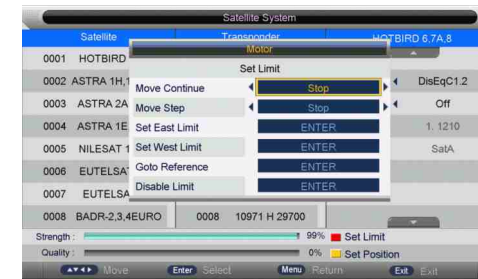 Satellite System
Satellite Transponder HOTBIRD 6,7A,8
Motor
0001 HOTBIRD
Set Limit
0002 ASTRA 1H,1 Move Continue Stop DisEqC1.2
0003 ASTRA 2A Move Step Stop Off
0004 ASTRA 1E Set East Limit ENTER 1. 1210
0005 NILESAT 1 Set West Limit ENTER SatA
0006 EUTELSA Goto Reference ENTER
0007 EUTELSA Disable Limit ENTER
0008 BADR-2,3,4EURO 0008 10971 H 29700
Strength : 99% Set Limit
Quality : 0% Set Position
Move Enter Select Menu Return Exit Exit